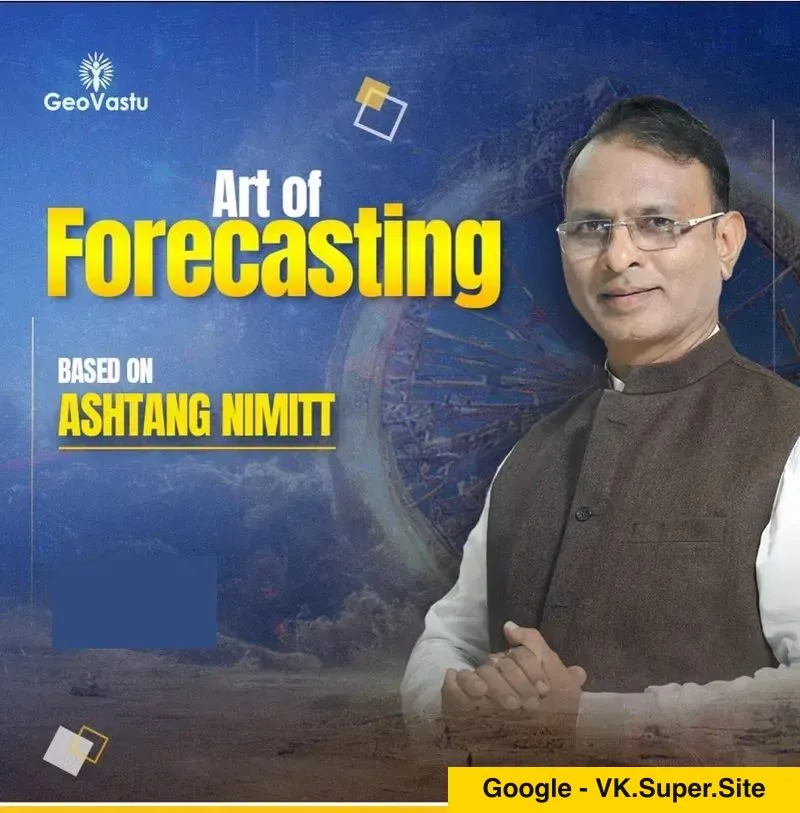 GeoVastu
Art of
Forecasting
BASED ON
ASHTANG NIMITT
Google - VK.Super.Site